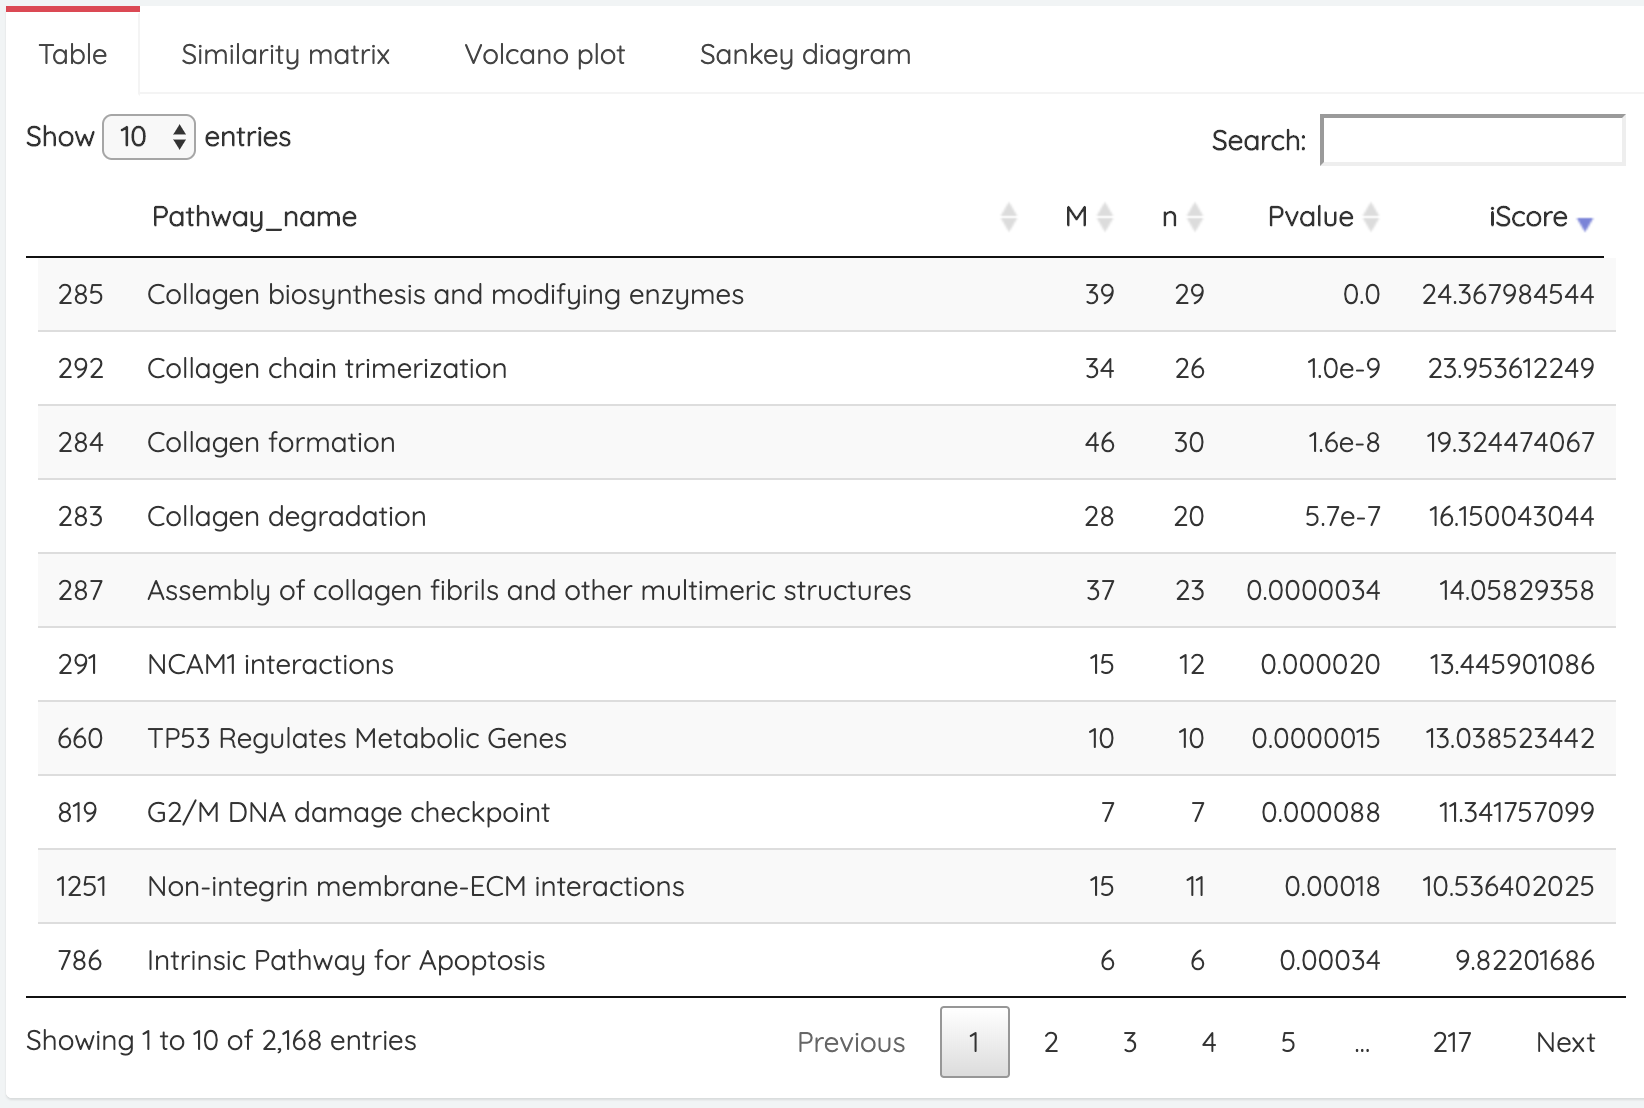 Table Similarity matrix Volcano plot Sankey diagram
Show 10 entries Search:
Pathway_name M n Pvalue iScore
285 Collagen biosynthesis and modifying enzymes 39 29 0.0 24.367984544
292 Collagen chain trimerization 34 26 1.0e-9 23.953612249
284 Collagen formation 46 30 1.6e-8 19.324474067
283 Collagen degradation 28 20 5.7e-7 16.150043044
287 Assembly of collagen fibrils and other multimeric structures 37 23 0.0000034 14.05829358
291 NCAM1 interactions 15 12 0.000020 13.445901086
660 TP53 Regulates Metabolic Genes 10 10 0.0000015 13.038523442
819 G2/M DNA damage checkpoint 7 7 0.000088 11.341757099
1251 Non-integrin membrane-ECM interactions 15 11 0.00018 10.536402025
786 Intrinsic Pathway for Apoptosis 6 6 0.00034 9.82201686
Showing 1 to 10 of 2,168 entries Previous 1 2 3 4 5 ... 217 Next